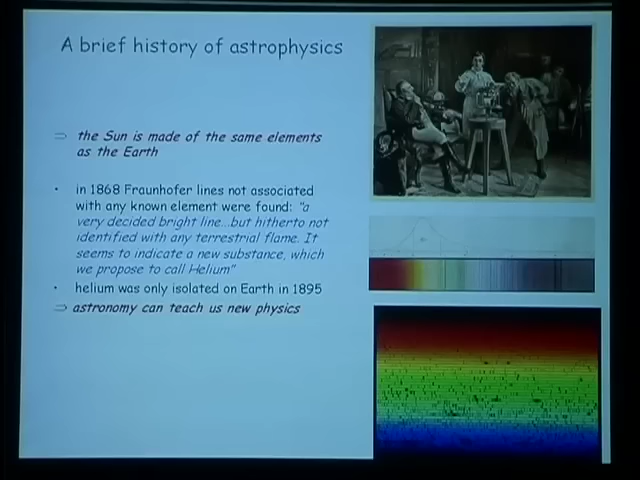 A brief history of astrophysics
⇒ the Sun is made of the same elements
as the Earth
• in 1868 Fraunhofer lines not associated
with any known element were found: "a
very decided bright line...but hitherto not
identified with any terrestrial flame. It
seems to indicate a new substance, which
we propose to call Helium"
• helium was only isolated on Earth in 1895
⇒ astronomy can teach us new physics